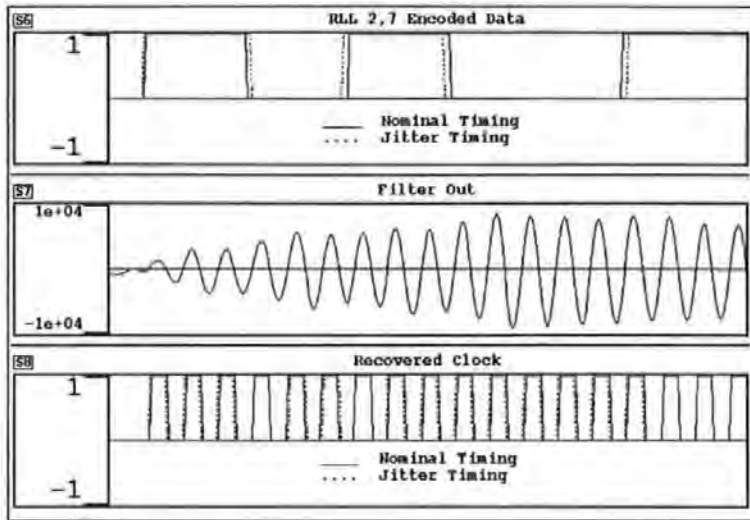 S6 RLL 2,7 Encoded Data
1
Nominal Timing
Jitter Timing
-1
S7 Filter Out
1e+04
-1e+04
S8 Recovered Clock
1
Nominal Timing
Jitter Timing
-1